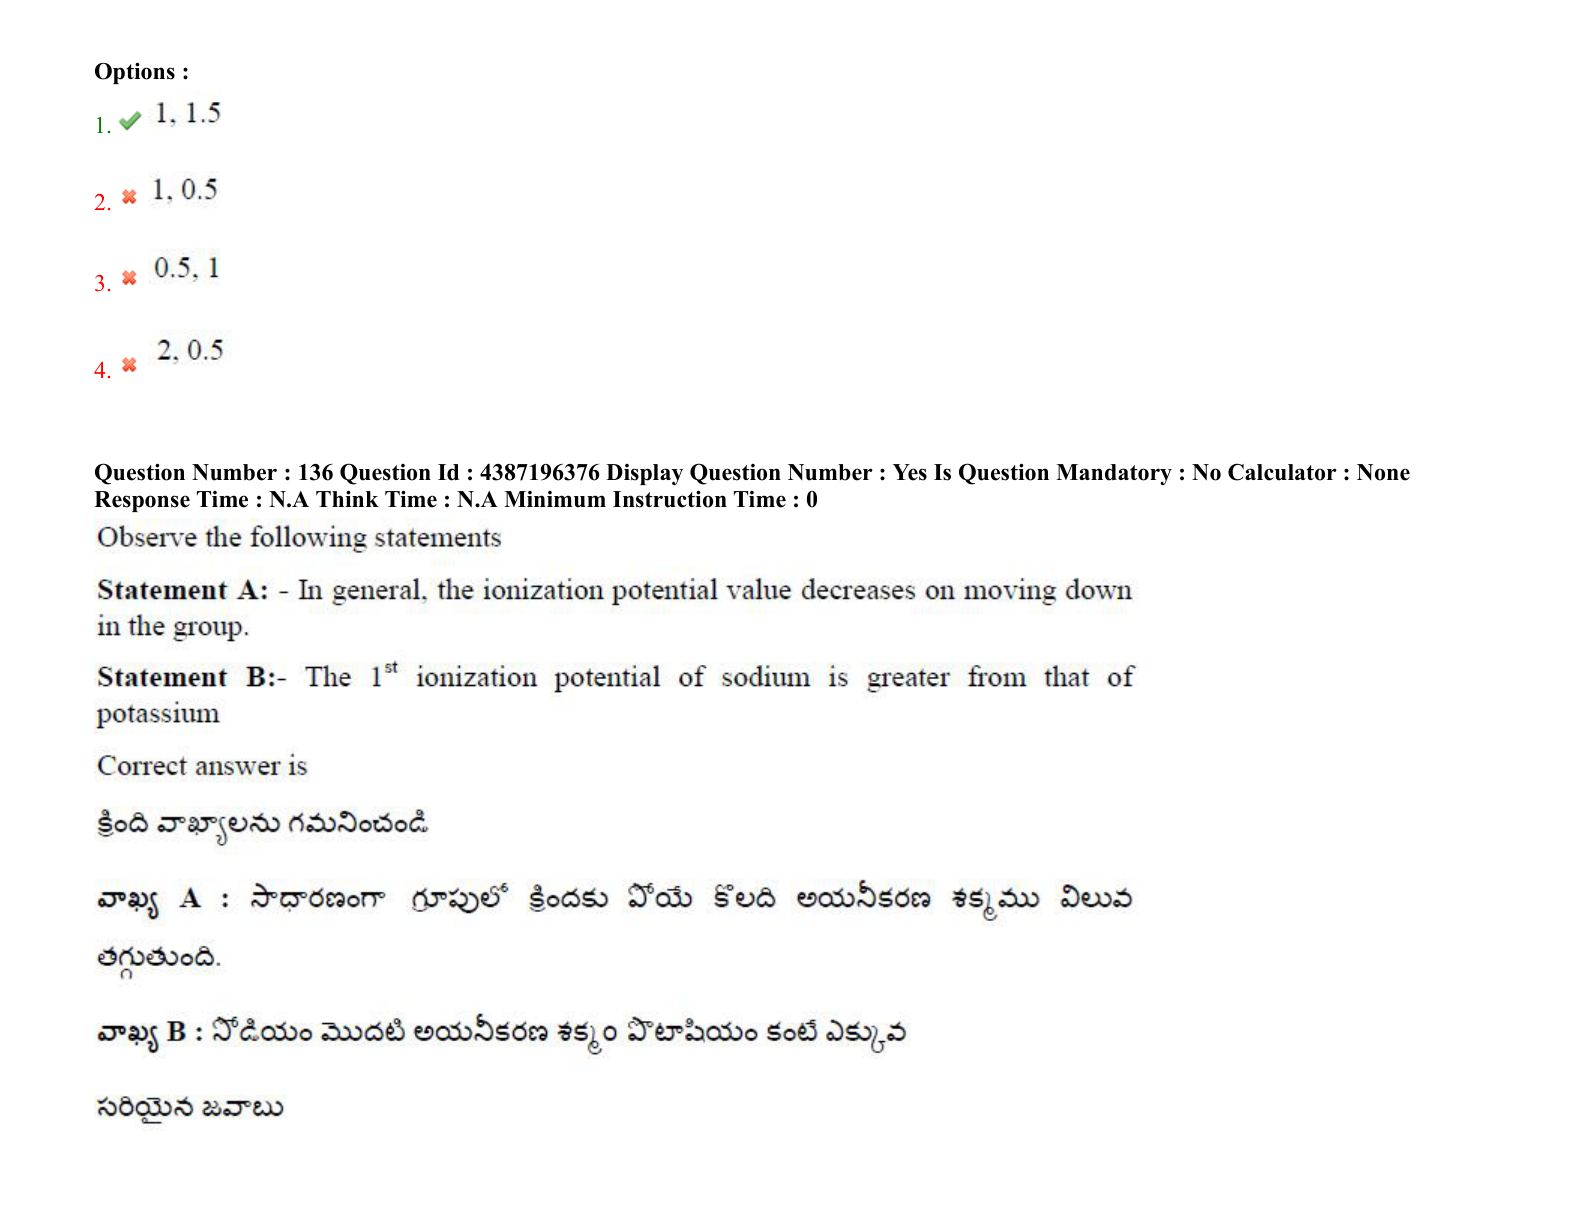 Options :
1. 1, 1.5
2. 1, 0.5
3. 0.5, 1
4. 2, 0.5
Question Number : 136 Question Id : 4387196376 Display Question Number : Yes Is Question Mandatory : No Calculator : None
Response Time : N.A Think Time : N.A Minimum Instruction Time : 0
Observe the following statements
Statement A: - In general, the ionization potential value decreases on moving down
in the group.
Statement B:- The 1st ionization potential of sodium is greater from that of
potassium
Correct answer is
క్రింది వాఖ్యాలను గమనించండి
వాఖ్య A : సాధారణంగా గ్రూపులో క్రిందకు పోయే కొలది అయనీకరణ శక్మము విలువ
తగ్గుతుంది.
వాఖ్య B : సోడియం మొదటి అయనీకరణ శక్మం పొటాషియం కంటే ఎక్కువ
సరియైన జవాబు